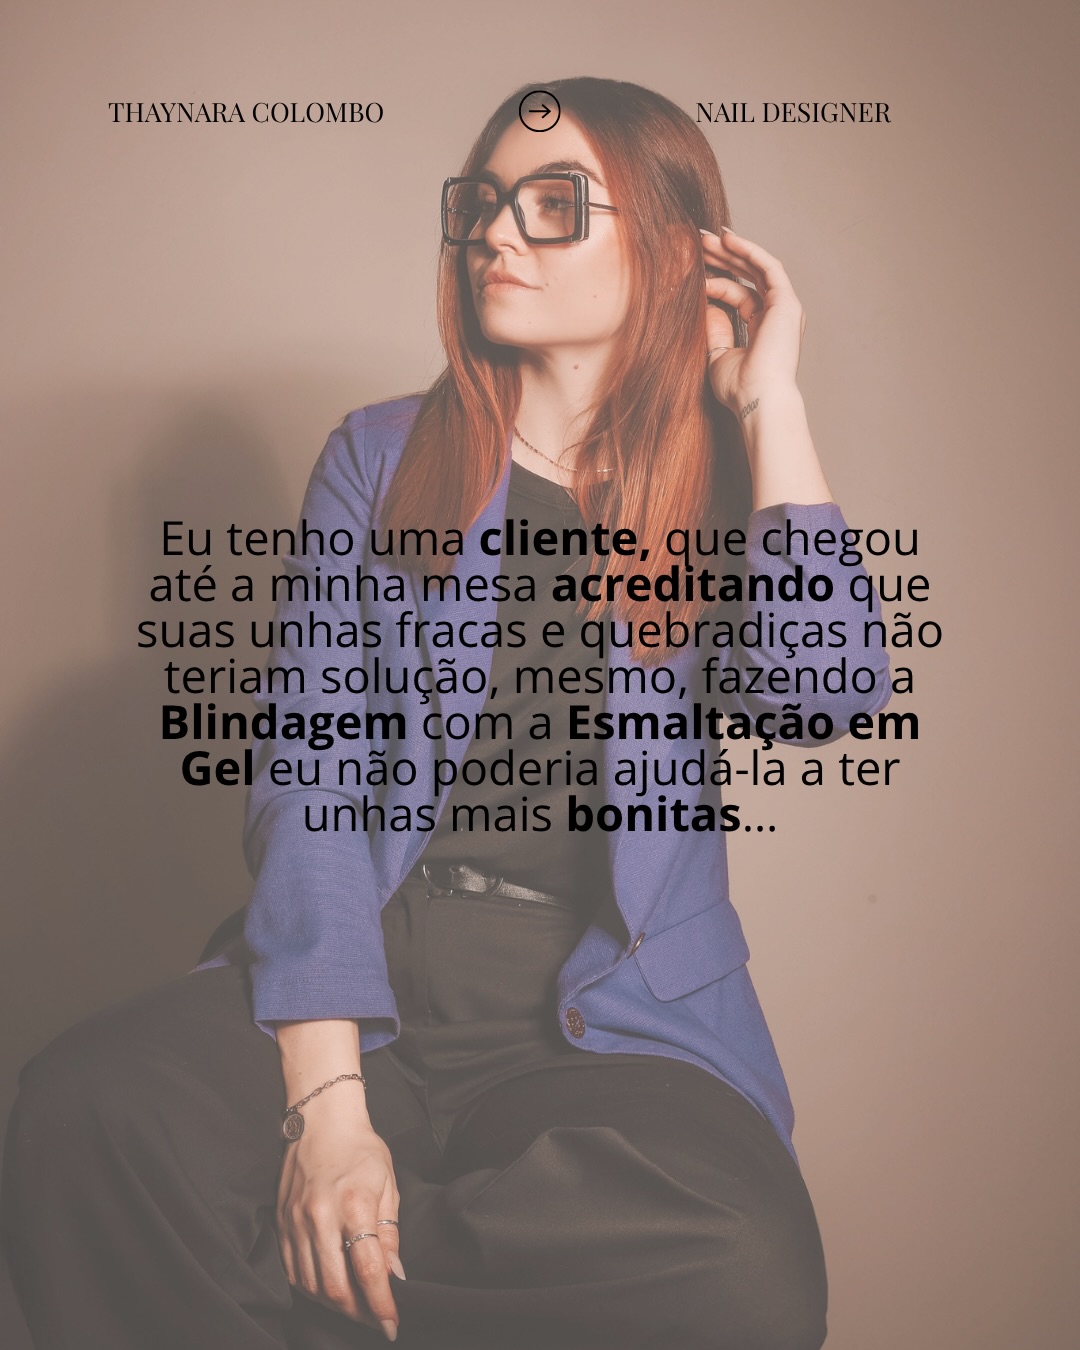 THAYNARA COLOMBO
NAIL DESIGNER
Eu tenho uma cliente, que chegou
até a minha mesa acreditando que
suas unhas fracas e quebradiças não
teriam solução, mesmo, fazendo a
Blindagem com a Esmaltação em
Gel eu não poderia ajudá-la a ter
unhas mais bonitas...